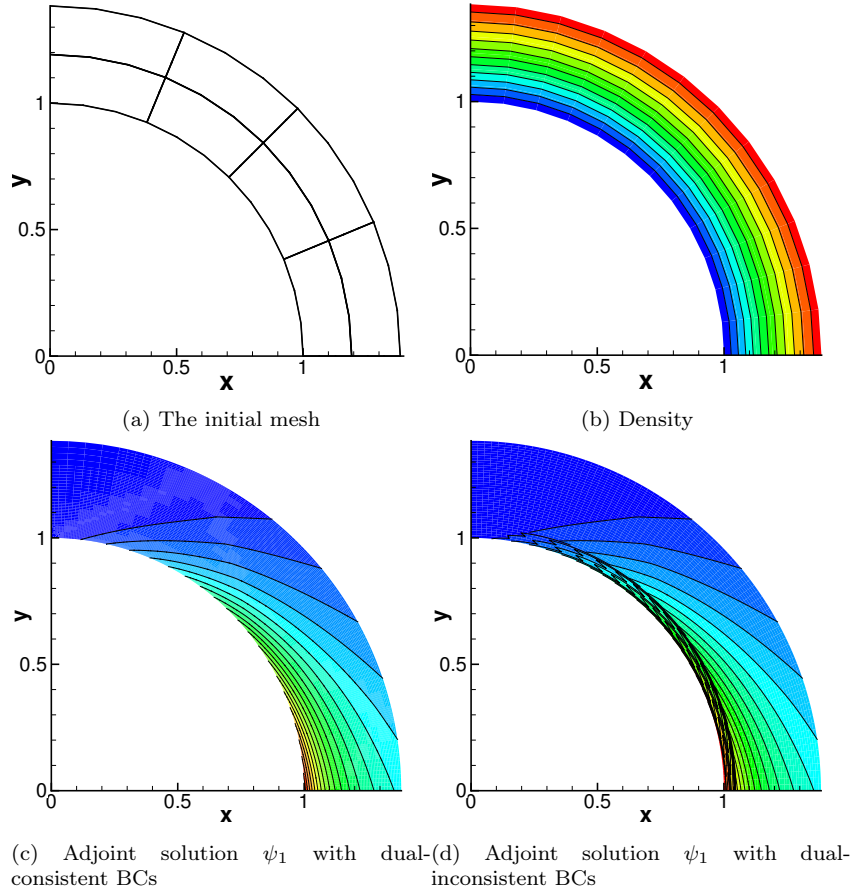 y
1
0.5
0
0 0.5 1
x
(a) The initial mesh
y
1
0.5
0
0 0.5 1
x
(b) Density
y
1
0.5
0
0 0.5 1
x
(c) Adjoint solution ψ1 with dual-
consistent BCs
y
1
0.5
0
0 0.5 1
x
(d) Adjoint solution ψ1 with dual-
inconsistent BCs